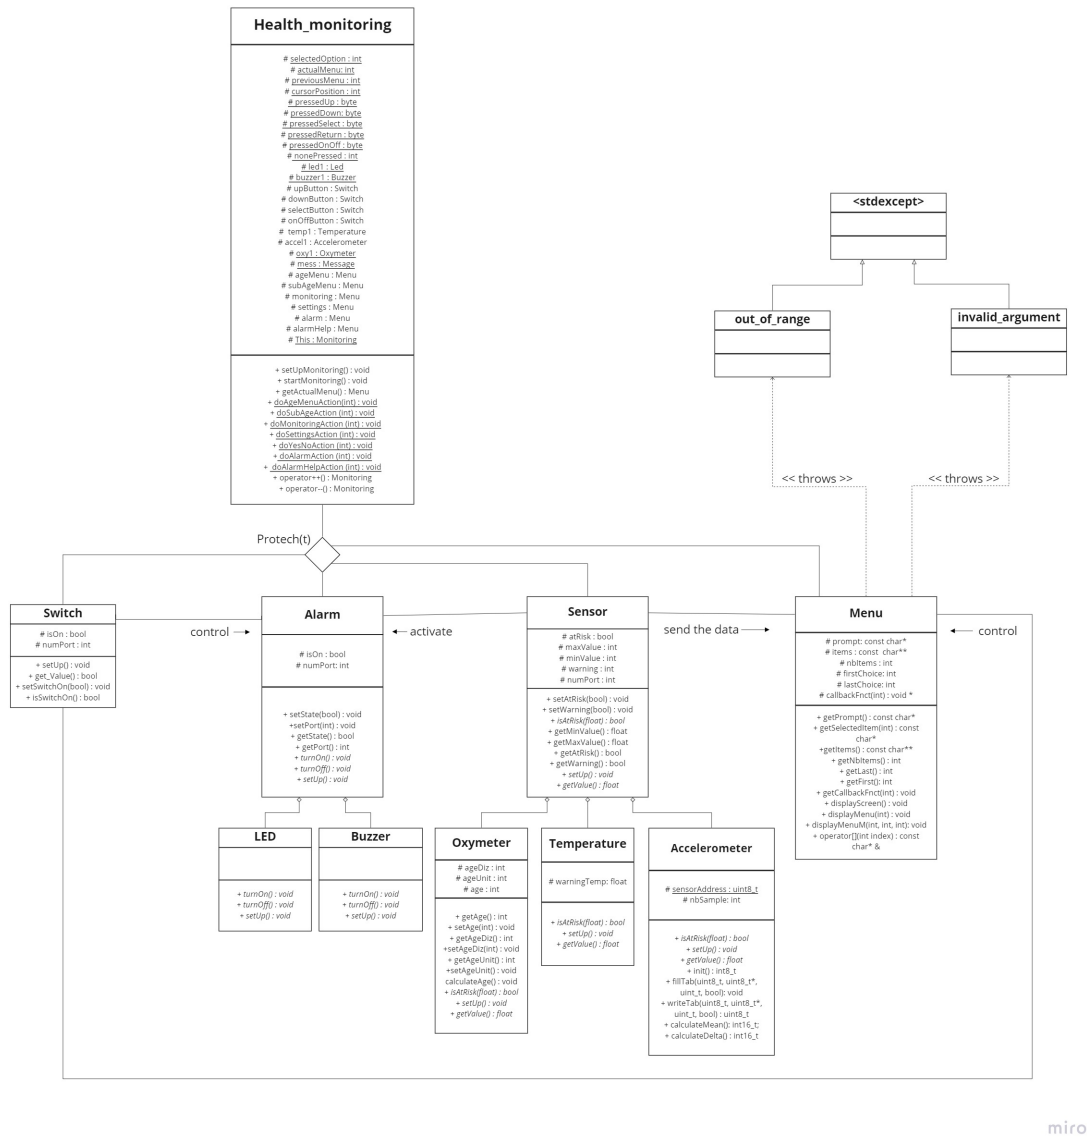 Health_monitoring
# selectedOption : int
# actualMenu: int
# previousMenu : int
# cursorPosition : int
# pressedUp : byte
# pressedDown: byte
# pressedSelect : byte
# pressedReturn : byte
# pressedOnOff : byte
# nonePressed : int
# led1 : Led
# buzzer1 : Buzzer
# upButton : Switch
# downButton : Switch
# selectButton : Switch
# onOffButton : Switch
# temp1 : Temperature
# accel1 : Accelerometer
# oxy1 : Oxymeter
# mess : Message
# ageMenu : Menu
# subAgeMenu : Menu
# monitoring : Menu
# settings : Menu
# alarm : Menu
# alarmHelp : Menu
# This : Monitoring
+ setUpMonitoring() : void
+ startMonitoring() : void
+ getActualMenu() : Menu
+ doAgeMenuAction(int) : void
+ doSubAgeAction (int) : void
+ doMonitoringAction (int) : void
+ doSettingsAction (int) : void
+ doYesNoAction (int) : void
+ doAlarmAction (int) : void
+ doAlarmHelpAction (int) : void
+ operator++() : Monitoring
+ operator--() : Monitoring
<stdexcept>
out_of_range
invalid_argument
<< throws >>
<< throws >>
Protech(t)
Switch
# isOn : bool
# numPort : int
+ setUp() : void
+ get_Value() : bool
+ setSwitchOn(bool) : void
+ isSwitchOn() : bool
control
Alarm
# isOn : bool
# numPort: int
+ setState(bool) : void
+setPort(int) : void
+ getState() : bool
+ getPort() : int
+ turnOn() : void
+ turnOff() : void
+ setUp() : void
activate
Sensor
# atRisk : bool
# maxValue : int
# minValue : int
# warning : int
# numPort : int
+ setAtRisk(bool) : void
+ setWarning(bool) : void
+ isAtRisk(float) : bool
+ getMinValue() : float
+ getMaxValue() : float
+ getAtRisk() : bool
+ getWarning() : bool
+ setUp() : void
+ getValue() : float
send the data
Menu
# prompt: const char*
# items : const  char**
# nbItems : int
# firstChoice: int
# lastChoice: int
# callbackFnct(int) : void *
+ getPrompt() : const char*
+ getSelectedItem(int) : const
char*
+getItems() : const char**
+ getNbItems() : int
+ getLast() : int
+ getFirst(): int
+ getCallbackFnct(int) : void
+ displayScreen() : void
+ displayMenu(int) : void
+ displayMenuM(int, int, int): void
+ operator[](int index) : const
char* &
control
LED
+ turnOn() : void
+ turnOff() : void
+ setUp() : void
Buzzer
+ turnOn() : void
+ turnOff() : void
+ setUp() : void
Oxymeter
# ageDiz : int
# ageUnit : int
# age : int
+ getAge() : int
+ setAge(int) : void
+ getAgeDiz() : int
+setAgeDiz(int) : void
+ getAgeUnit() : int
+setAgeUnit() : void
calculateAge() : void
+ isAtRisk(float) : bool
+ setUp() : void
+ getValue() : float
Temperature
# warningTemp: float
+ isAtRisk(float) : bool
+ setUp() : void
+ getValue() : float
Accelerometer
# sensorAddress : uint8_t
# nbSample: int
+ isAtRisk(float) : bool
+ setUp() : void
+ getValue() : float
+ init() : int8_t
+ fillTab(uint8_t, uint8_t*,
uint_t, bool): void
+ writeTab(uint8_t, uint8_t*,
uint_t, bool) : uint8_t
+ calculateMean(): int16_t;
+ calculateDelta() : int16_t
miro